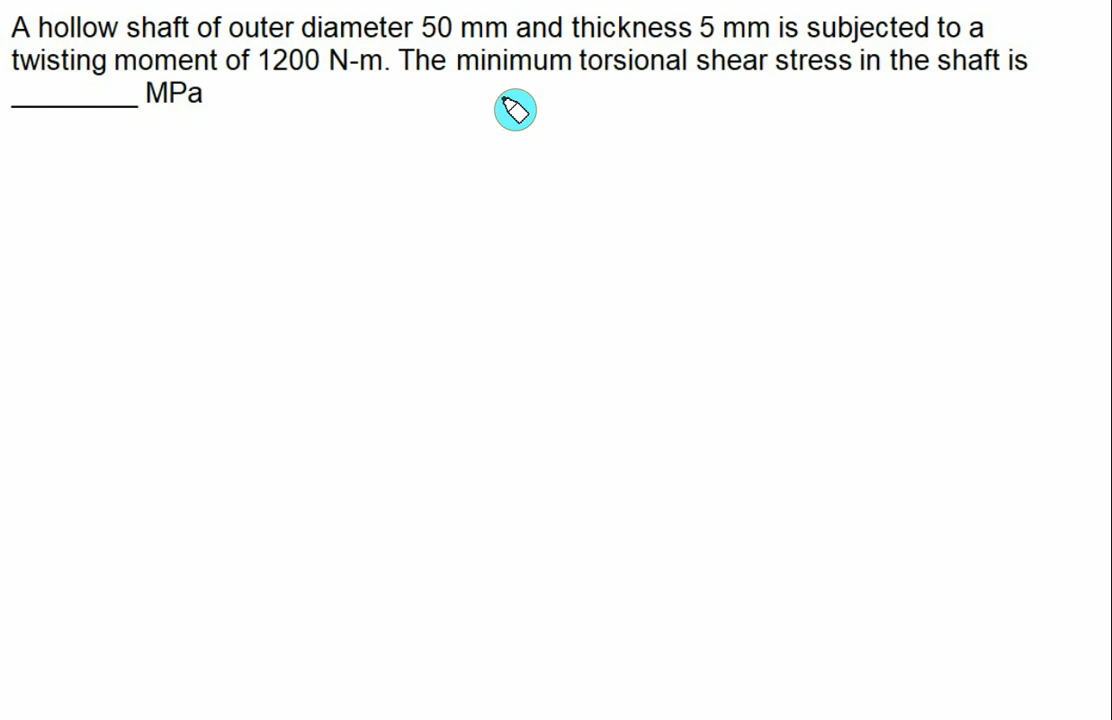 A hollow shaft of outer diameter 50 mm and thickness 5 mm is subjected to a
twisting moment of 1200 N-m. The minimum torsional shear stress in the shaft is
_________ MPa